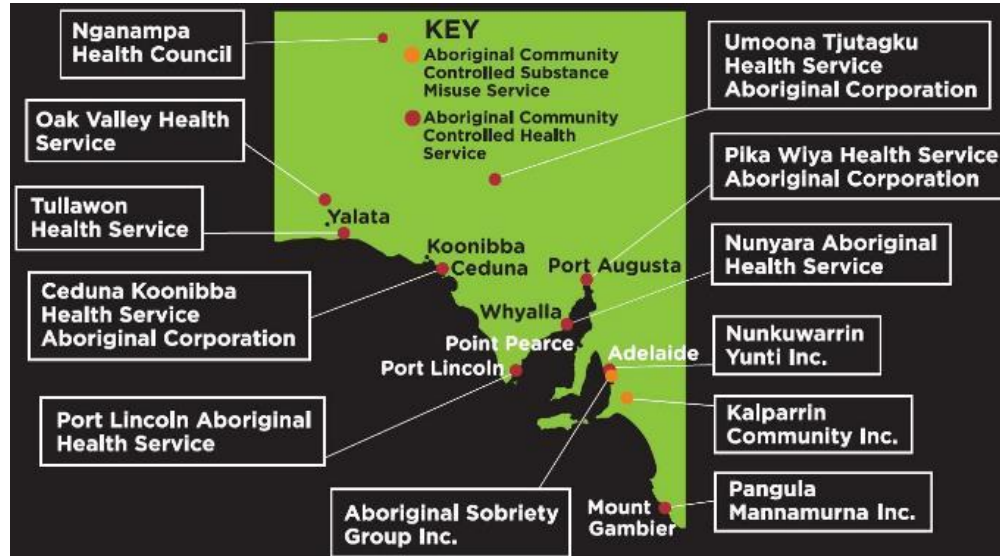 Nganampa
Health Council
KEY
Aboriginal Community
Controlled Substance
Misuse Service
Aboriginal Community
Controlled Health
Service
Umoona Tjutagku
Health Service
Aboriginal Corporation
Oak Valley Health
Service
Pika Wiya Health Service
Aboriginal Corporation
Tullawon
Health Service
Yalata
Nunyara Aboriginal
Health Service
Koonibba
Ceduna
Port Augusta
Ceduna Koonibba
Health Service
Aboriginal Corporation
Whyalla
Point Pearce
Adelaide
Nunkuwarrin
Yunti Inc.
Port Lincoln
Port Lincoln Aboriginal
Health Service
Kalparrin
Community Inc.
Aboriginal Sobriety
Group Inc.
Mount
Gambier
Pangula
Mannamurna Inc.